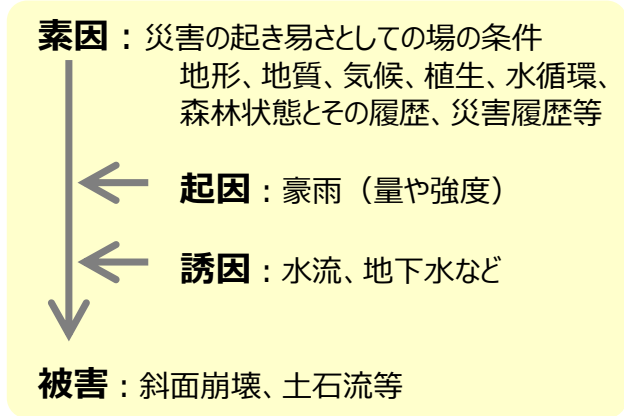 素因：災害の起き易さとしての場の条件
地形、地質、気候、植生、水循環、
森林状態とその履歴、災害履歴等
起因：豪雨（量や強度）
誘因：水流、地下水など
被害：斜面崩壊、土石流等